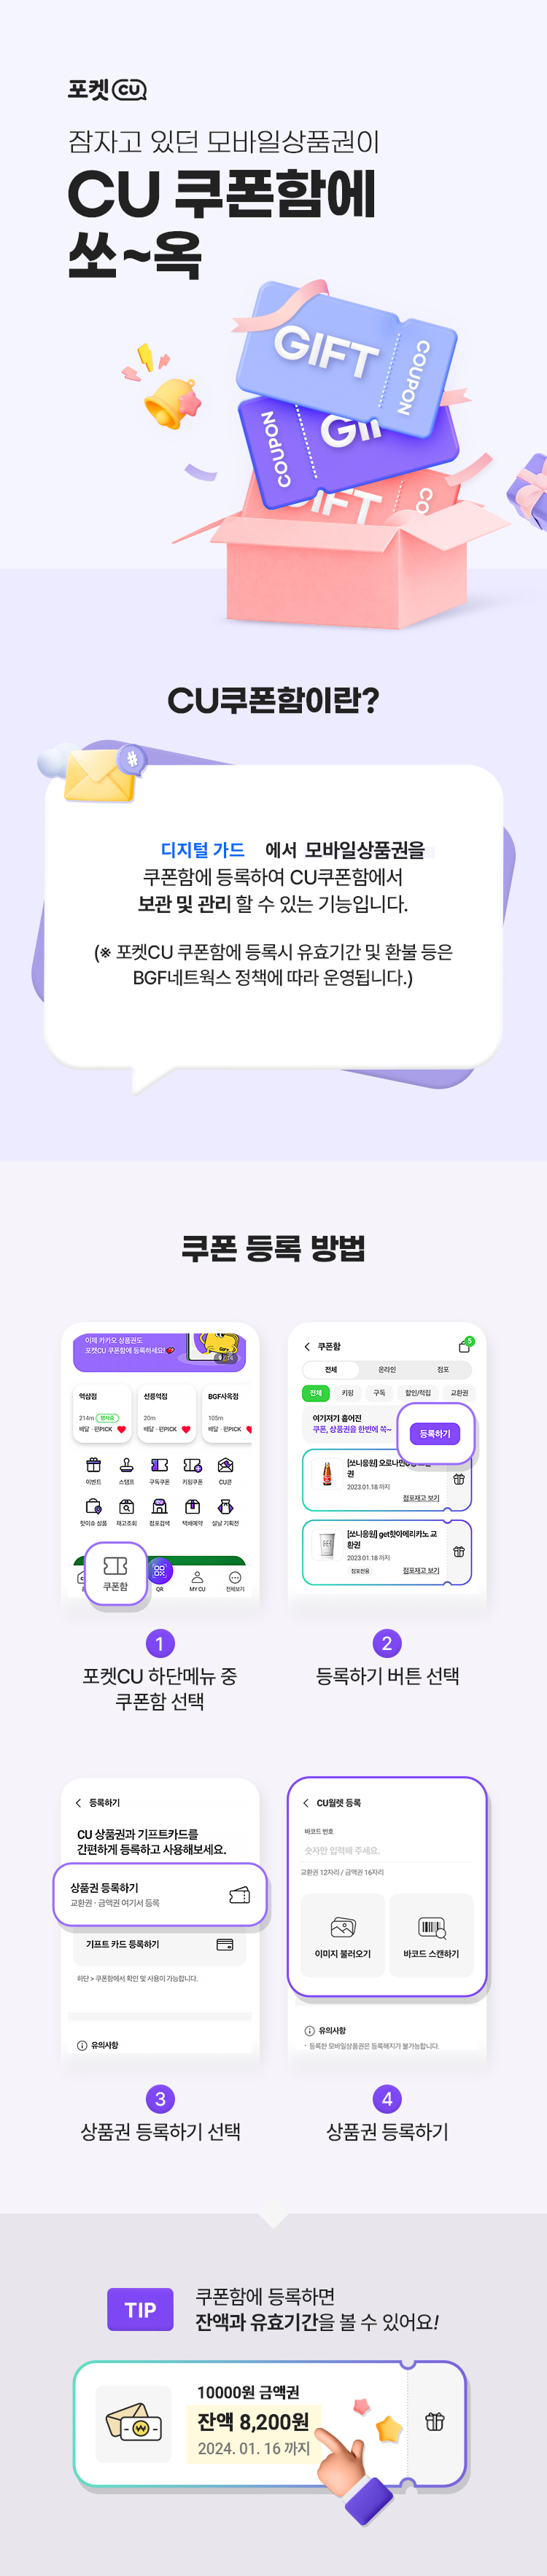 포켓CU
잠자고 있던 모바일상품권이
CU 쿠폰함에
쏘~옥
GIFT COUPON
COUPON GIF
GIFT CO
CU쿠폰함이란?
#
디지털 가드 에서 모바일상품권을
쿠폰함에 등록하여 CU쿠폰함에서
보관 및 관리 할 수 있는 기능입니다.
(※ 포켓CU 쿠폰함에 등록시 유효기간 및 환불 등은
BGF네트웍스 정책에 따라 운영됩니다.)
쿠폰 등록 방법
이제 카카오 상품권도
포켓CU 쿠폰함에 등록하세요!
역삼점 선릉역점 BGF사옥점
214m 행사중 20m 105m
배달 · 편PICK 배달 · 편PICK 배달 · 편PICK
이벤트 스탬프 구독쿠폰 키핑쿠폰 CU콘
핫이슈 상품 재고조회 점포검색 택배예약 설날 기획전
쿠폰함
QR MY CU 전체보기
1
포켓CU 하단메뉴 중
쿠폰함 선택
쿠폰함 5
전체 온라인 점포
전체 키핑 구독 할인/적립 교환권
여기저기 흩어진
쿠폰, 상품권을 한번에 쏙~
등록하기
[쏘니응원] 오로나민
권
2023.01.18 까지
점포재고 보기
[쏘니응원] get핫아메리카노 교
환권
2023.01.18 까지
점포전용 점포재고 보기
2
등록하기 버튼 선택
등록하기
CU 상품권과 기프트카드를
간편하게 등록하고 사용해보세요.
상품권 등록하기
교환권 · 금액권 여기서 등록
기프트 카드 등록하기
하단 > 쿠폰함에서 확인 및 사용이 가능합니다.
유의사항
3
상품권 등록하기 선택
CU월렛 등록
바코드 번호
숫자만 입력해 주세요.
교환권 12자리 / 금액권 16자리
이미지 불러오기 바코드 스캔하기
유의사항
· 등록한 모바일상품권은 등록해지가 불가능합니다.
4
상품권 등록하기
TIP
쿠폰함에 등록하면
잔액과 유효기간을 볼 수 있어요!
10000원 금액권
잔액 8,200원
2024. 01. 16 까지